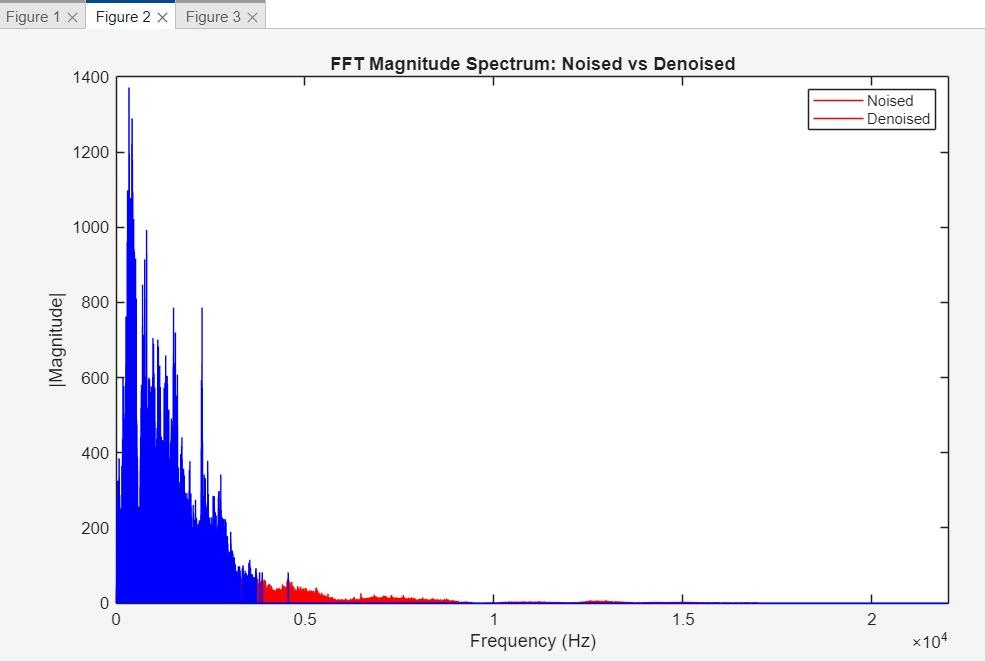 Figure 1 × Figure 2 × Figure 3 ×
FFT Magnitude Spectrum: Noised vs Denoised
Noised
Denoised
1400
1200
1000
800
600
400
200
0
|Magnitude|
0 0.5 1 1.5 2
Frequency (Hz)
×10⁴